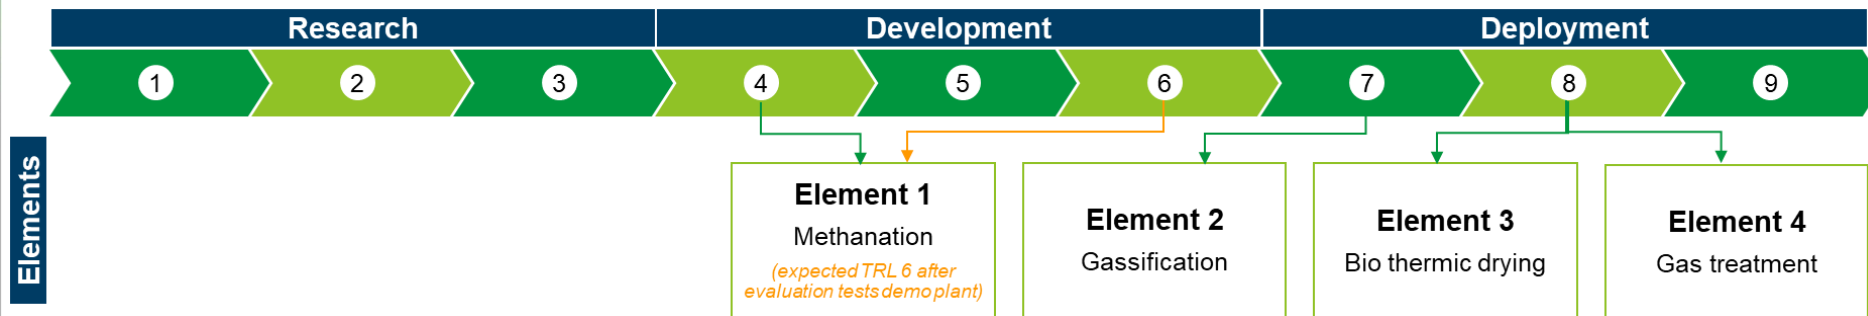 Research
Development
Deployment
1
2
3
4
5
6
7
8
9
Elements
Element 1
Methanation
(expected TRL 6 after
evaluation tests demo plant)
Element 2
Gassification
Element 3
Bio thermic drying
Element 4
Gas treatment